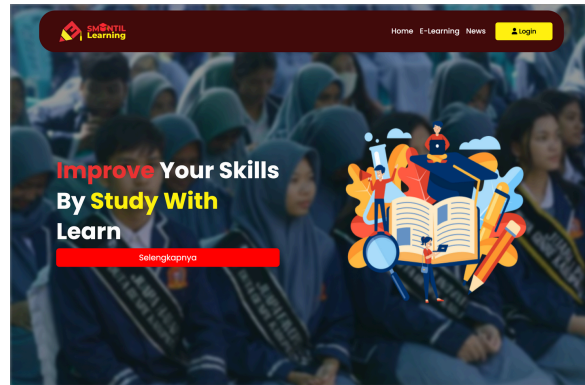 SMANTIL
Learning
Home E-Learning News Login
Improve Your Skills
By Study With
Learn
Selengkapnya